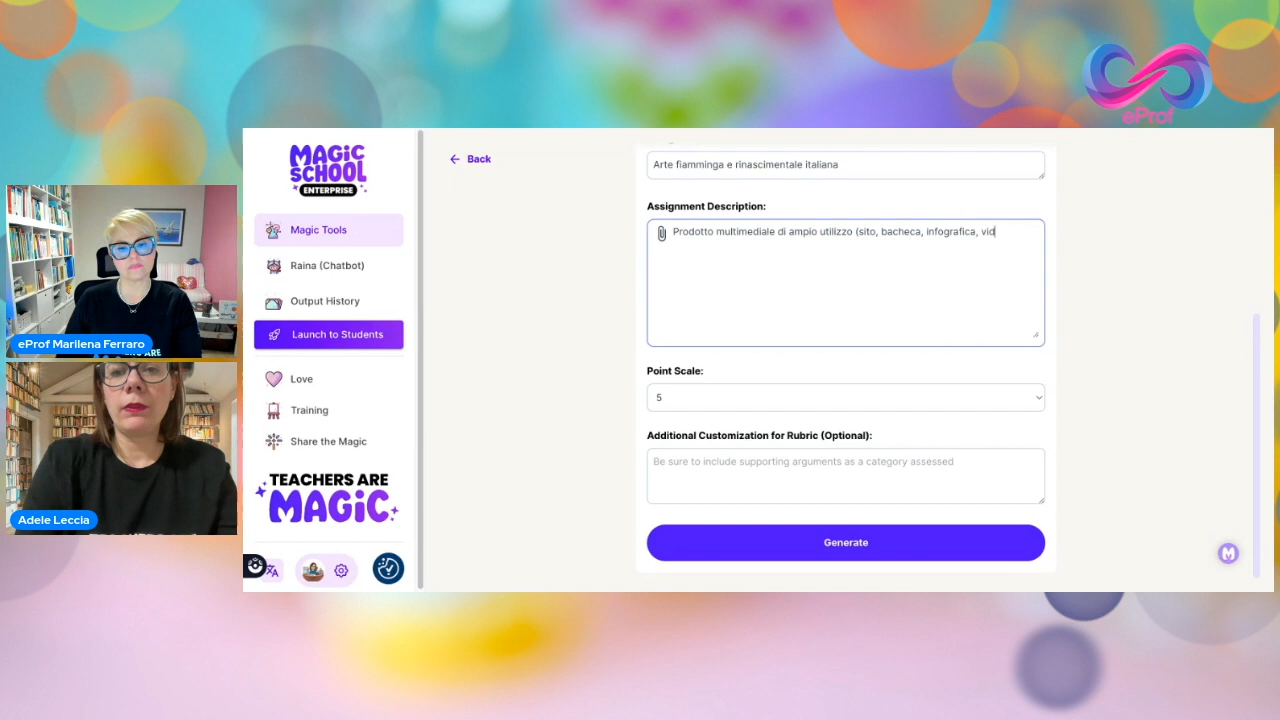 eProf
MAGIC
SCHOOL
ENTERPRISE
Back
Magic Tools
Raina (Chatbot)
Output History
Launch to Students
Love
Training
Share the Magic
TEACHERS ARE
MAGIC
Arte fiamminga e rinascimentale italiana
Assignment Description:
Prodotto multimediale di ampio utilizzo (sito, bacheca, infografica, vid
Point Scale:
5
Additional Customization for Rubric (Optional):
Be sure to include supporting arguments as a category assessed
Generate
M
eProf Marilena Ferraro
Adele Leccia